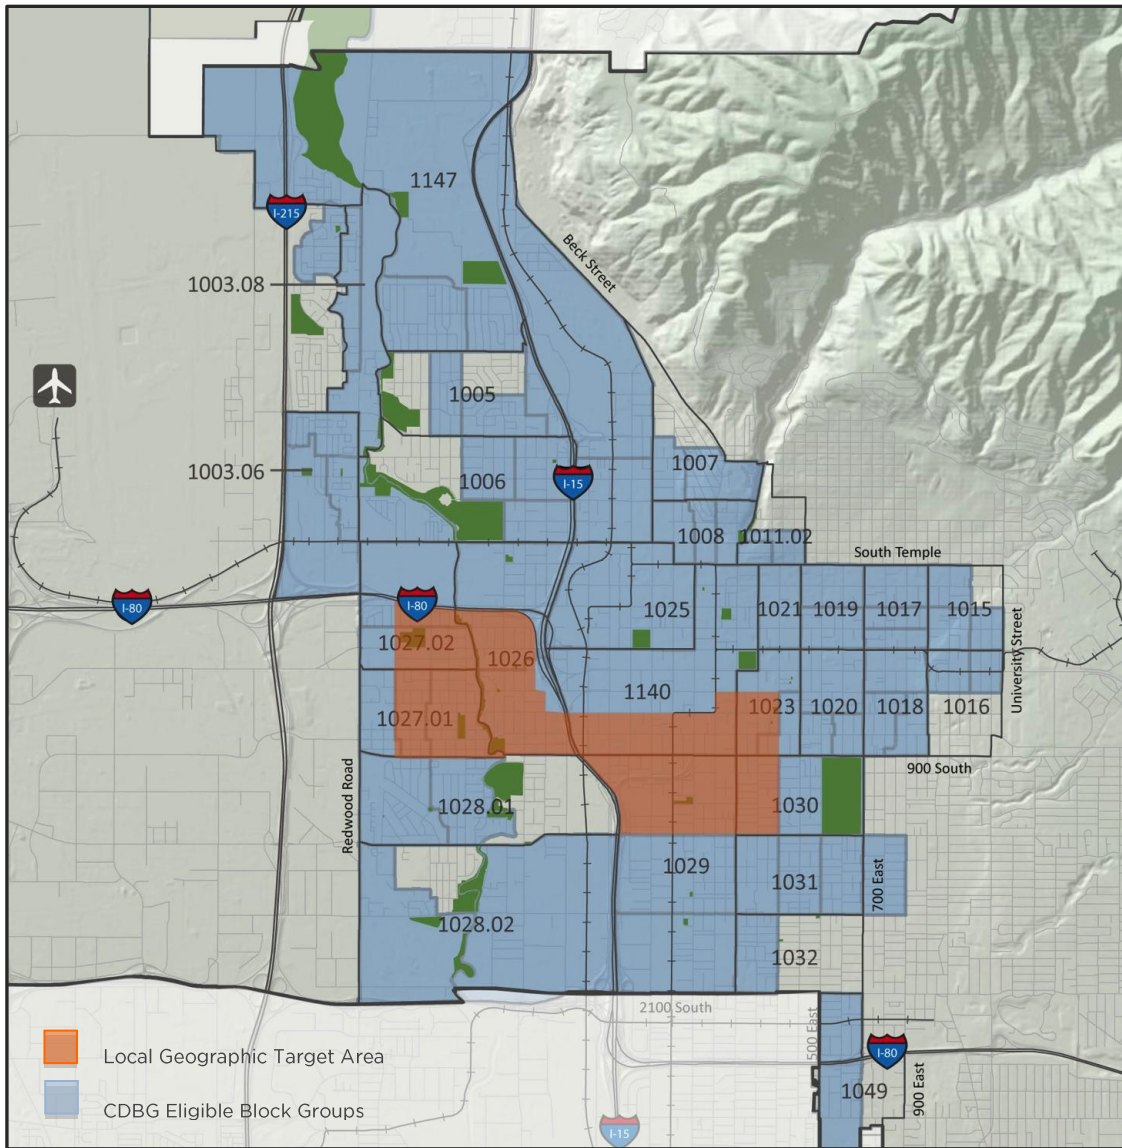 1147
I-215
Beck Street
1003.08
1005
1003.06
1006
I-15
1007
1008
1011.02
South Temple
I-80
I-80
1025
1021
1019
1017
1015
1027.02
1026
University Street
1140
1027.01
1023
1020
1018
1016
900 South
Redwood Road
1028.01
1030
1029
1031
700 East
1028.02
1032
2100 South
500 East
I-80
1049
900 East
I-15
Local Geographic Target Area
CDBG Eligible Block Groups